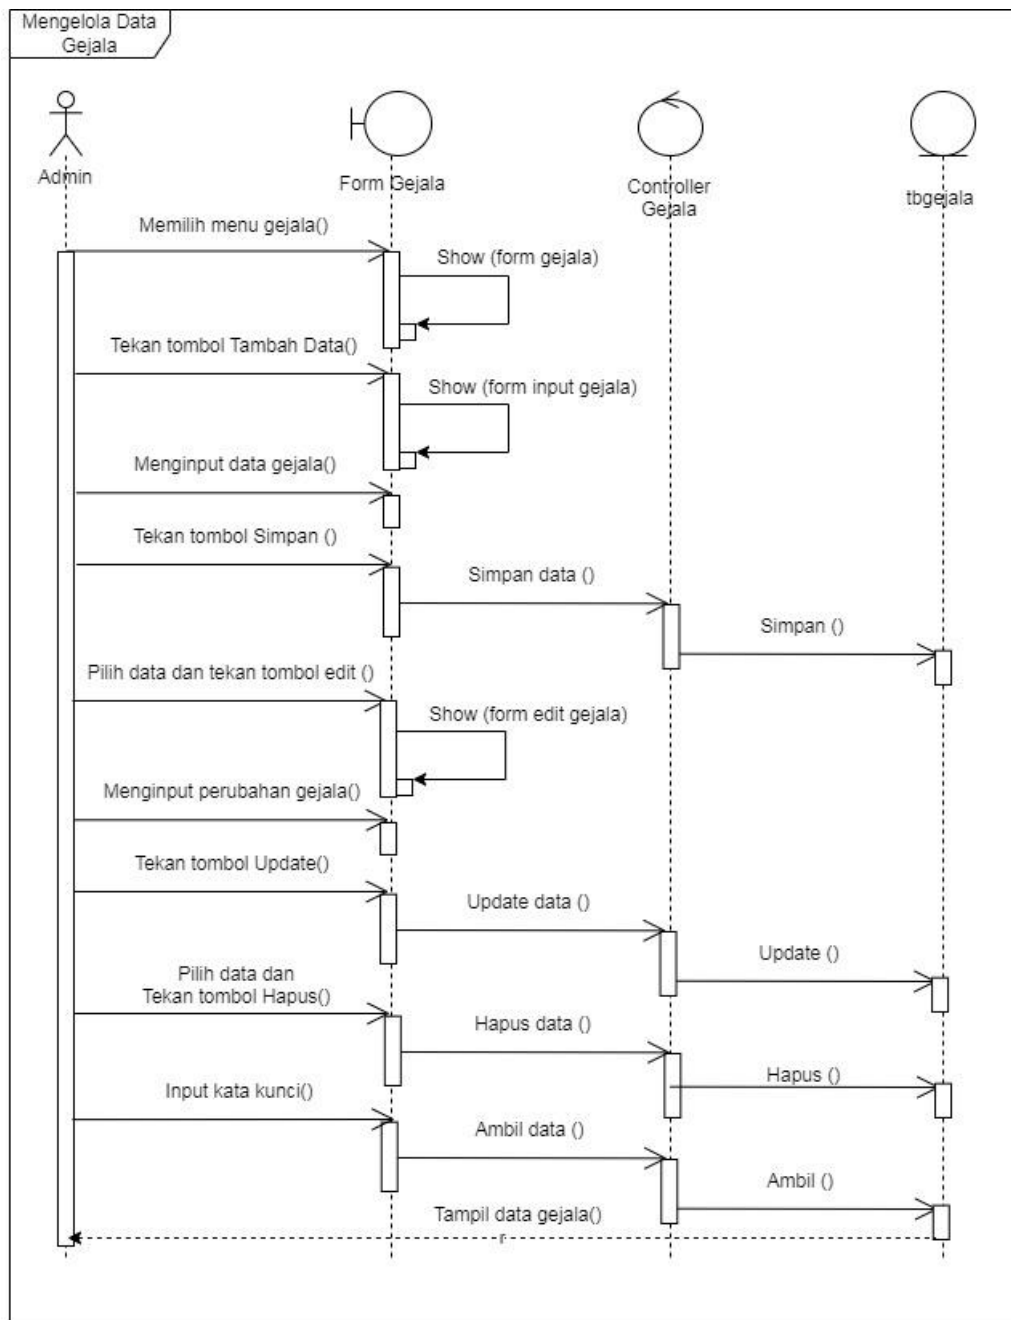 Mengelola Data
Gejala
Admin
Form Gejala
Controller
Gejala
tbgejala
Memilih menu gejala()
Show (form gejala)
Tekan tombol Tambah Data()
Show (form input gejala)
Menginput data gejala()
Tekan tombol Simpan ()
Simpan data ()
Simpan ()
Pilih data dan tekan tombol edit ()
Show (form edit gejala)
Menginput perubahan gejala()
Tekan tombol Update()
Update data ()
Update ()
Pilih data dan
Tekan tombol Hapus()
Hapus data ()
Hapus ()
Input kata kunci()
Ambil data ()
Ambil ()
Tampil data gejala()
r